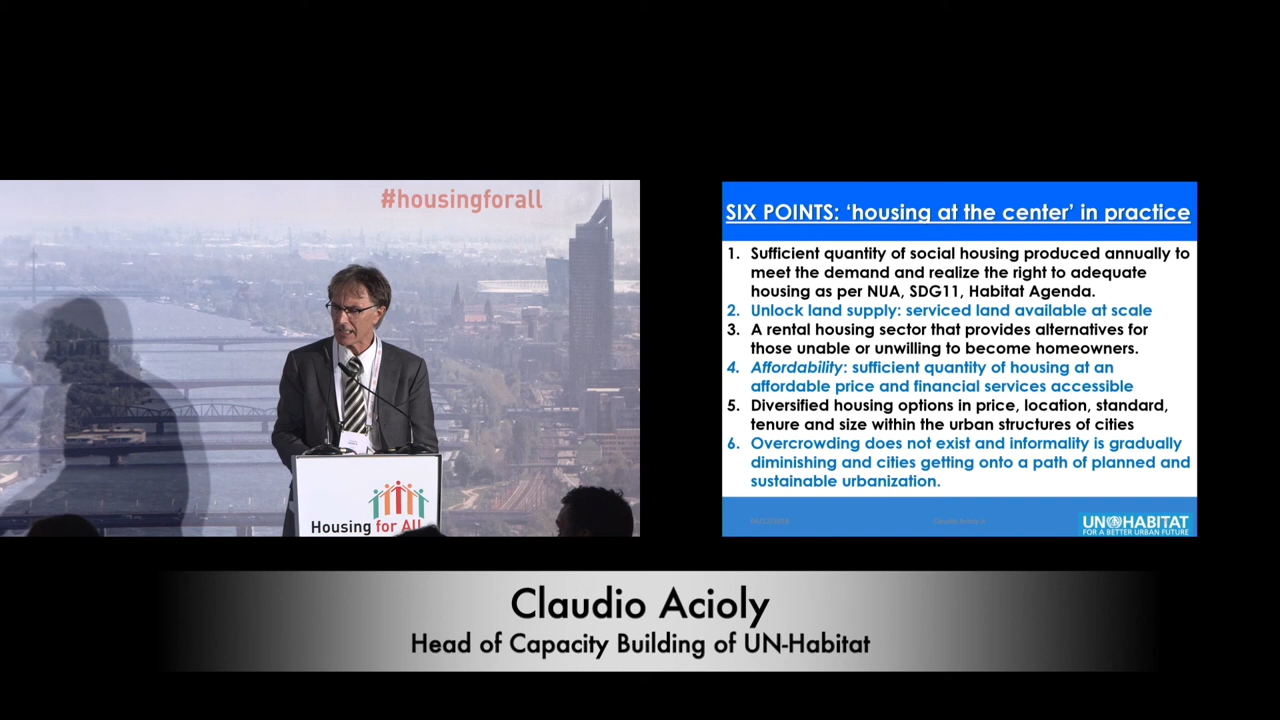 #housingforall
Housing for All
SIX POINTS: ‘housing at the center’ in practice
1. Sufficient quantity of social housing produced annually to
meet the demand and realize the right to adequate
housing as per NUA, SDG11, Habitat Agenda.
2. Unlock land supply: serviced land available at scale
3. A rental housing sector that provides alternatives for
those unable or unwilling to become homeowners.
4. Affordability: sufficient quantity of housing at an
affordable price and financial services accessible
5. Diversified housing options in price, location, standard,
tenure and size within the urban structures of cities
6. Overcrowding does not exist and informality is gradually
diminishing and cities getting onto a path of planned and
sustainable urbanization.
Claudio Acioly Jr.
UN HABITAT
FOR A BETTER URBAN FUTURE
Claudio Acioly
Head of Capacity Building of UN-Habitat